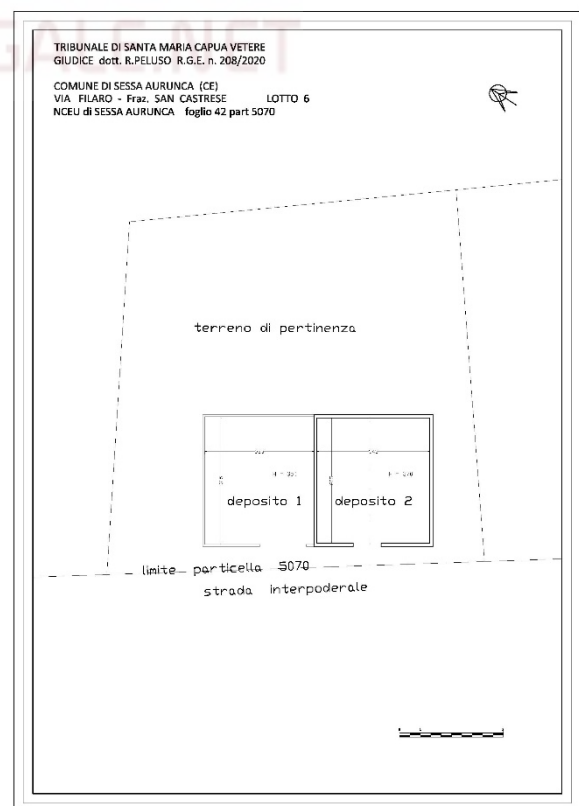 TRIBUNALE DI SANTA MARIA CAPUA VETERE
GIUDICE dott. R.PELUSO R.G.E. n. 208/2020
COMUNE DI SESSA AURUNCA (CE)
VIA FILARO - Fraz. SAN CASTRESE LOTTO 6
NCEU di SESSA AURUNCA foglio 42 part 5070
terreno di pertinenza
deposito 1 deposito 2
limite particella 5070
strada interpoderale